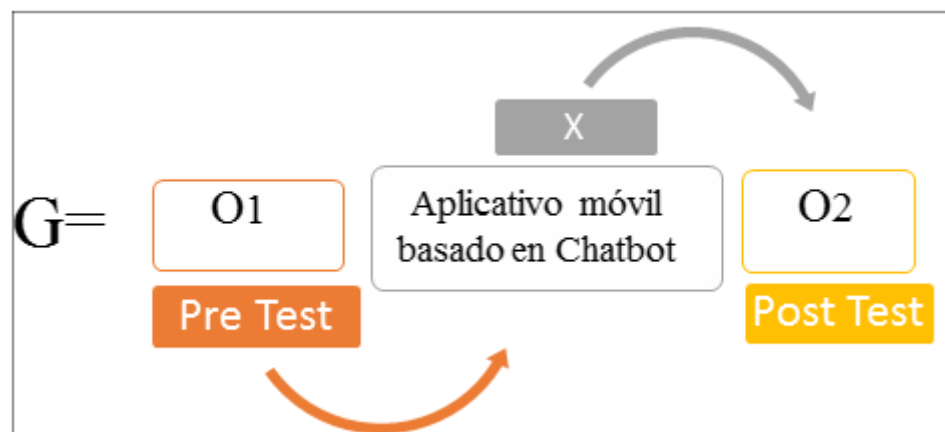 X
G=
O1
Aplicativo móvil
basado en Chatbot
O2
Pre Test
Post Test